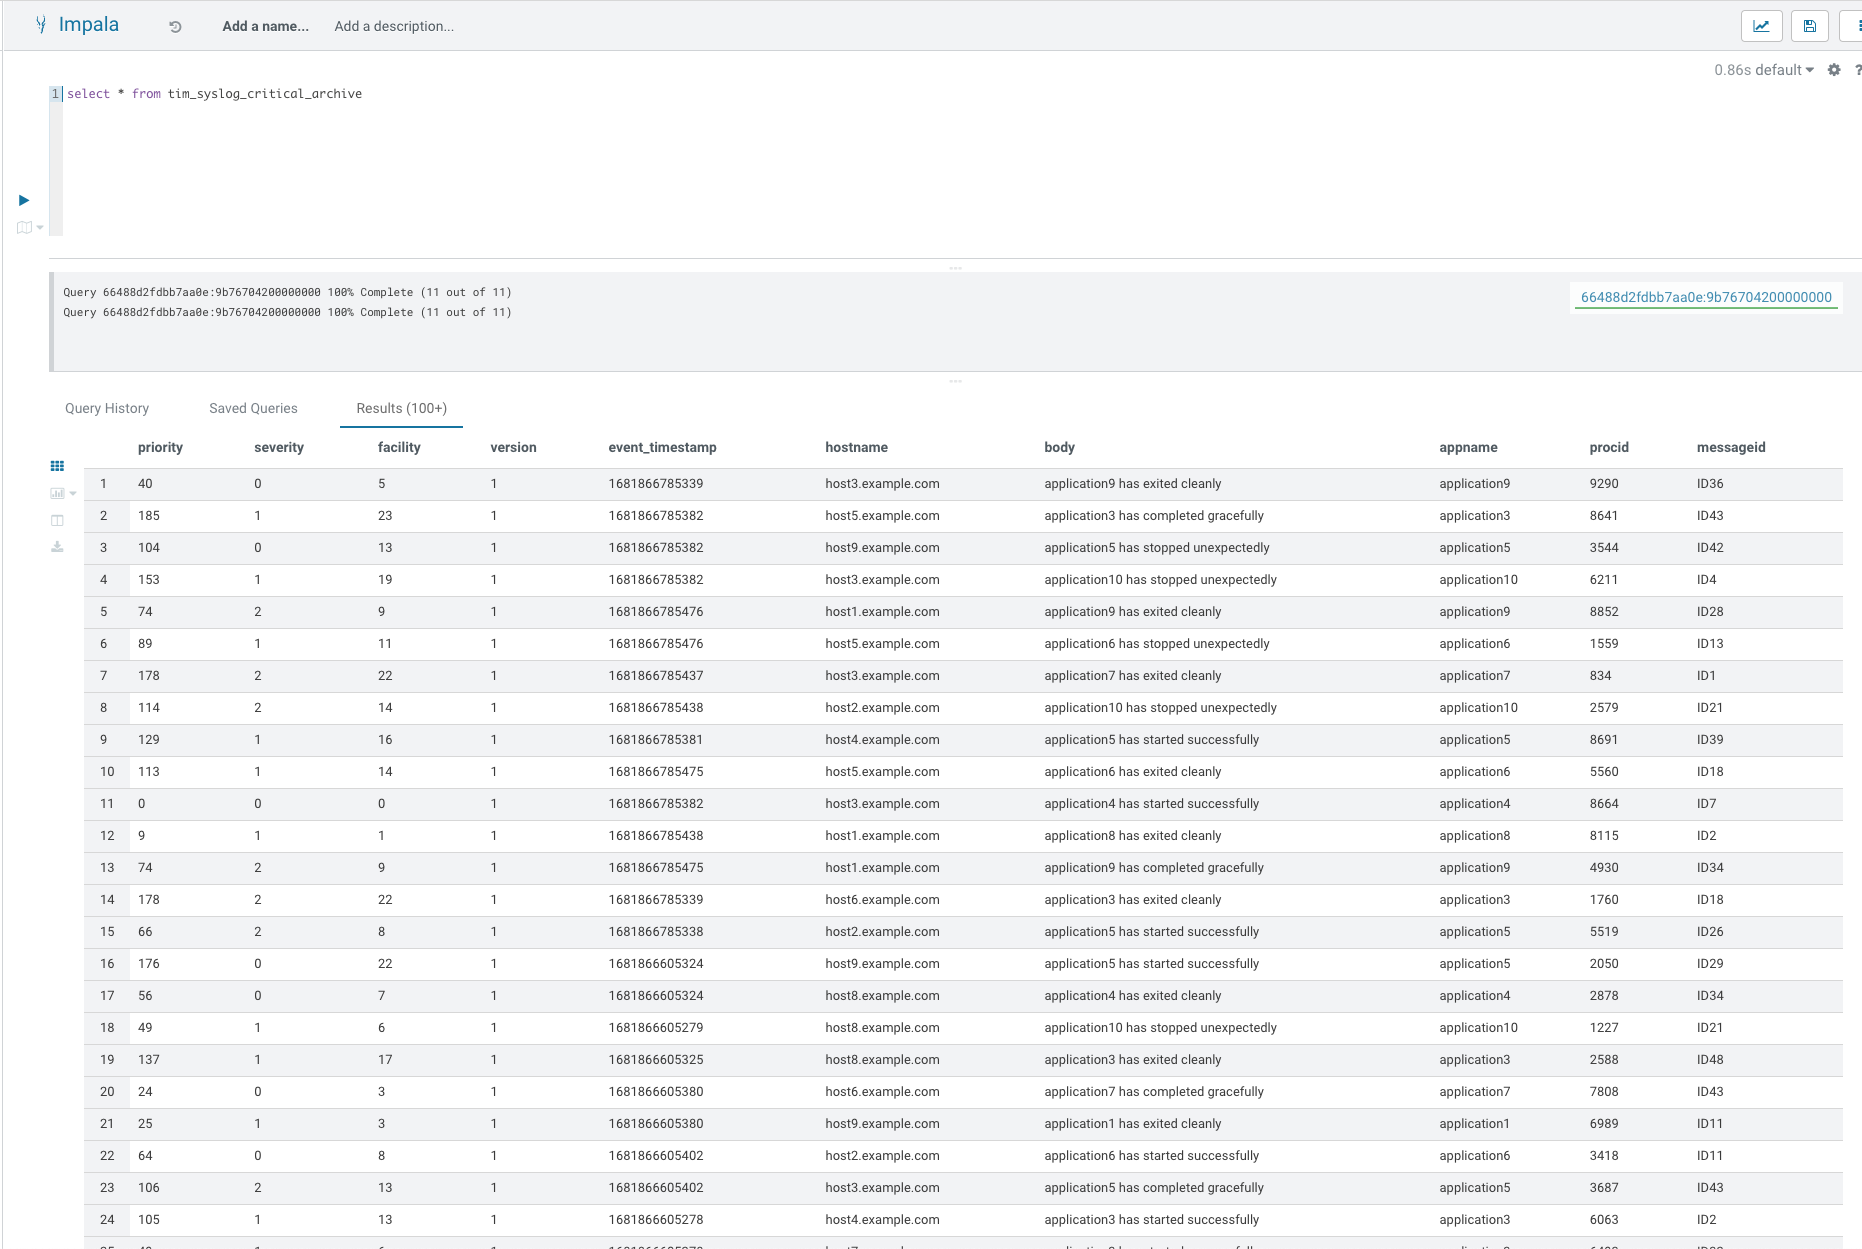 Impala Add a name... Add a description...
0.86s default ?
1 select * from tim_syslog_critical_archive
Query 66488d2fdbb7aa0e:9b76704200000000 100% Complete (11 out of 11) 66488d2fdbb7aa0e:9b76704200000000
Query 66488d2fdbb7aa0e:9b76704200000000 100% Complete (11 out of 11)
Query History Saved Queries Results (100+)
priority severity facility version event_timestamp hostname body appname procid messageid
1 40 0 5 1 1681866785339 host3.example.com application9 has exited cleanly application9 9290 ID36
2 185 1 23 1 1681866785382 host5.example.com application3 has completed gracefully application3 8641 ID43
3 104 0 13 1 1681866785382 host9.example.com application5 has stopped unexpectedly application5 3544 ID42
4 153 1 19 1 1681866785382 host3.example.com application10 has stopped unexpectedly application10 6211 ID4
5 74 2 9 1 1681866785476 host1.example.com application9 has exited cleanly application9 8852 ID28
6 89 1 11 1 1681866785476 host5.example.com application6 has stopped unexpectedly application6 1559 ID13
7 178 2 22 1 1681866785437 host3.example.com application7 has exited cleanly application7 834 ID1
8 114 2 14 1 1681866785438 host2.example.com application10 has stopped unexpectedly application10 2579 ID21
9 129 1 16 1 1681866785381 host4.example.com application5 has started successfully application5 8691 ID39
10 113 1 14 1 1681866785475 host5.example.com application6 has exited cleanly application6 5560 ID18
11 0 0 0 1 1681866785382 host3.example.com application4 has started successfully application4 8664 ID7
12 9 1 1 1 1681866785438 host1.example.com application8 has exited cleanly application8 8115 ID2
13 74 2 9 1 1681866785475 host1.example.com application9 has completed gracefully application9 4930 ID34
14 178 2 22 1 1681866785339 host6.example.com application3 has exited cleanly application3 1760 ID18
15 66 2 8 1 1681866785338 host2.example.com application5 has started successfully application5 5519 ID26
16 176 0 22 1 1681866605324 host9.example.com application5 has started successfully application5 2050 ID29
17 56 0 7 1 1681866605324 host8.example.com application4 has exited cleanly application4 2878 ID34
18 49 1 6 1 1681866605279 host8.example.com application10 has stopped unexpectedly application10 1227 ID21
19 137 1 17 1 1681866605325 host8.example.com application3 has exited cleanly application3 2588 ID48
20 24 0 3 1 1681866605380 host6.example.com application7 has completed gracefully application7 7808 ID43
21 25 1 3 1 1681866605380 host9.example.com application1 has exited cleanly application1 6989 ID11
22 64 0 8 1 1681866605402 host2.example.com application6 has started successfully application6 3418 ID11
23 106 2 13 1 1681866605402 host3.example.com application5 has completed gracefully application5 3687 ID43
24 105 1 13 1 1681866605278 host4.example.com application3 has started successfully application3 6063 ID2